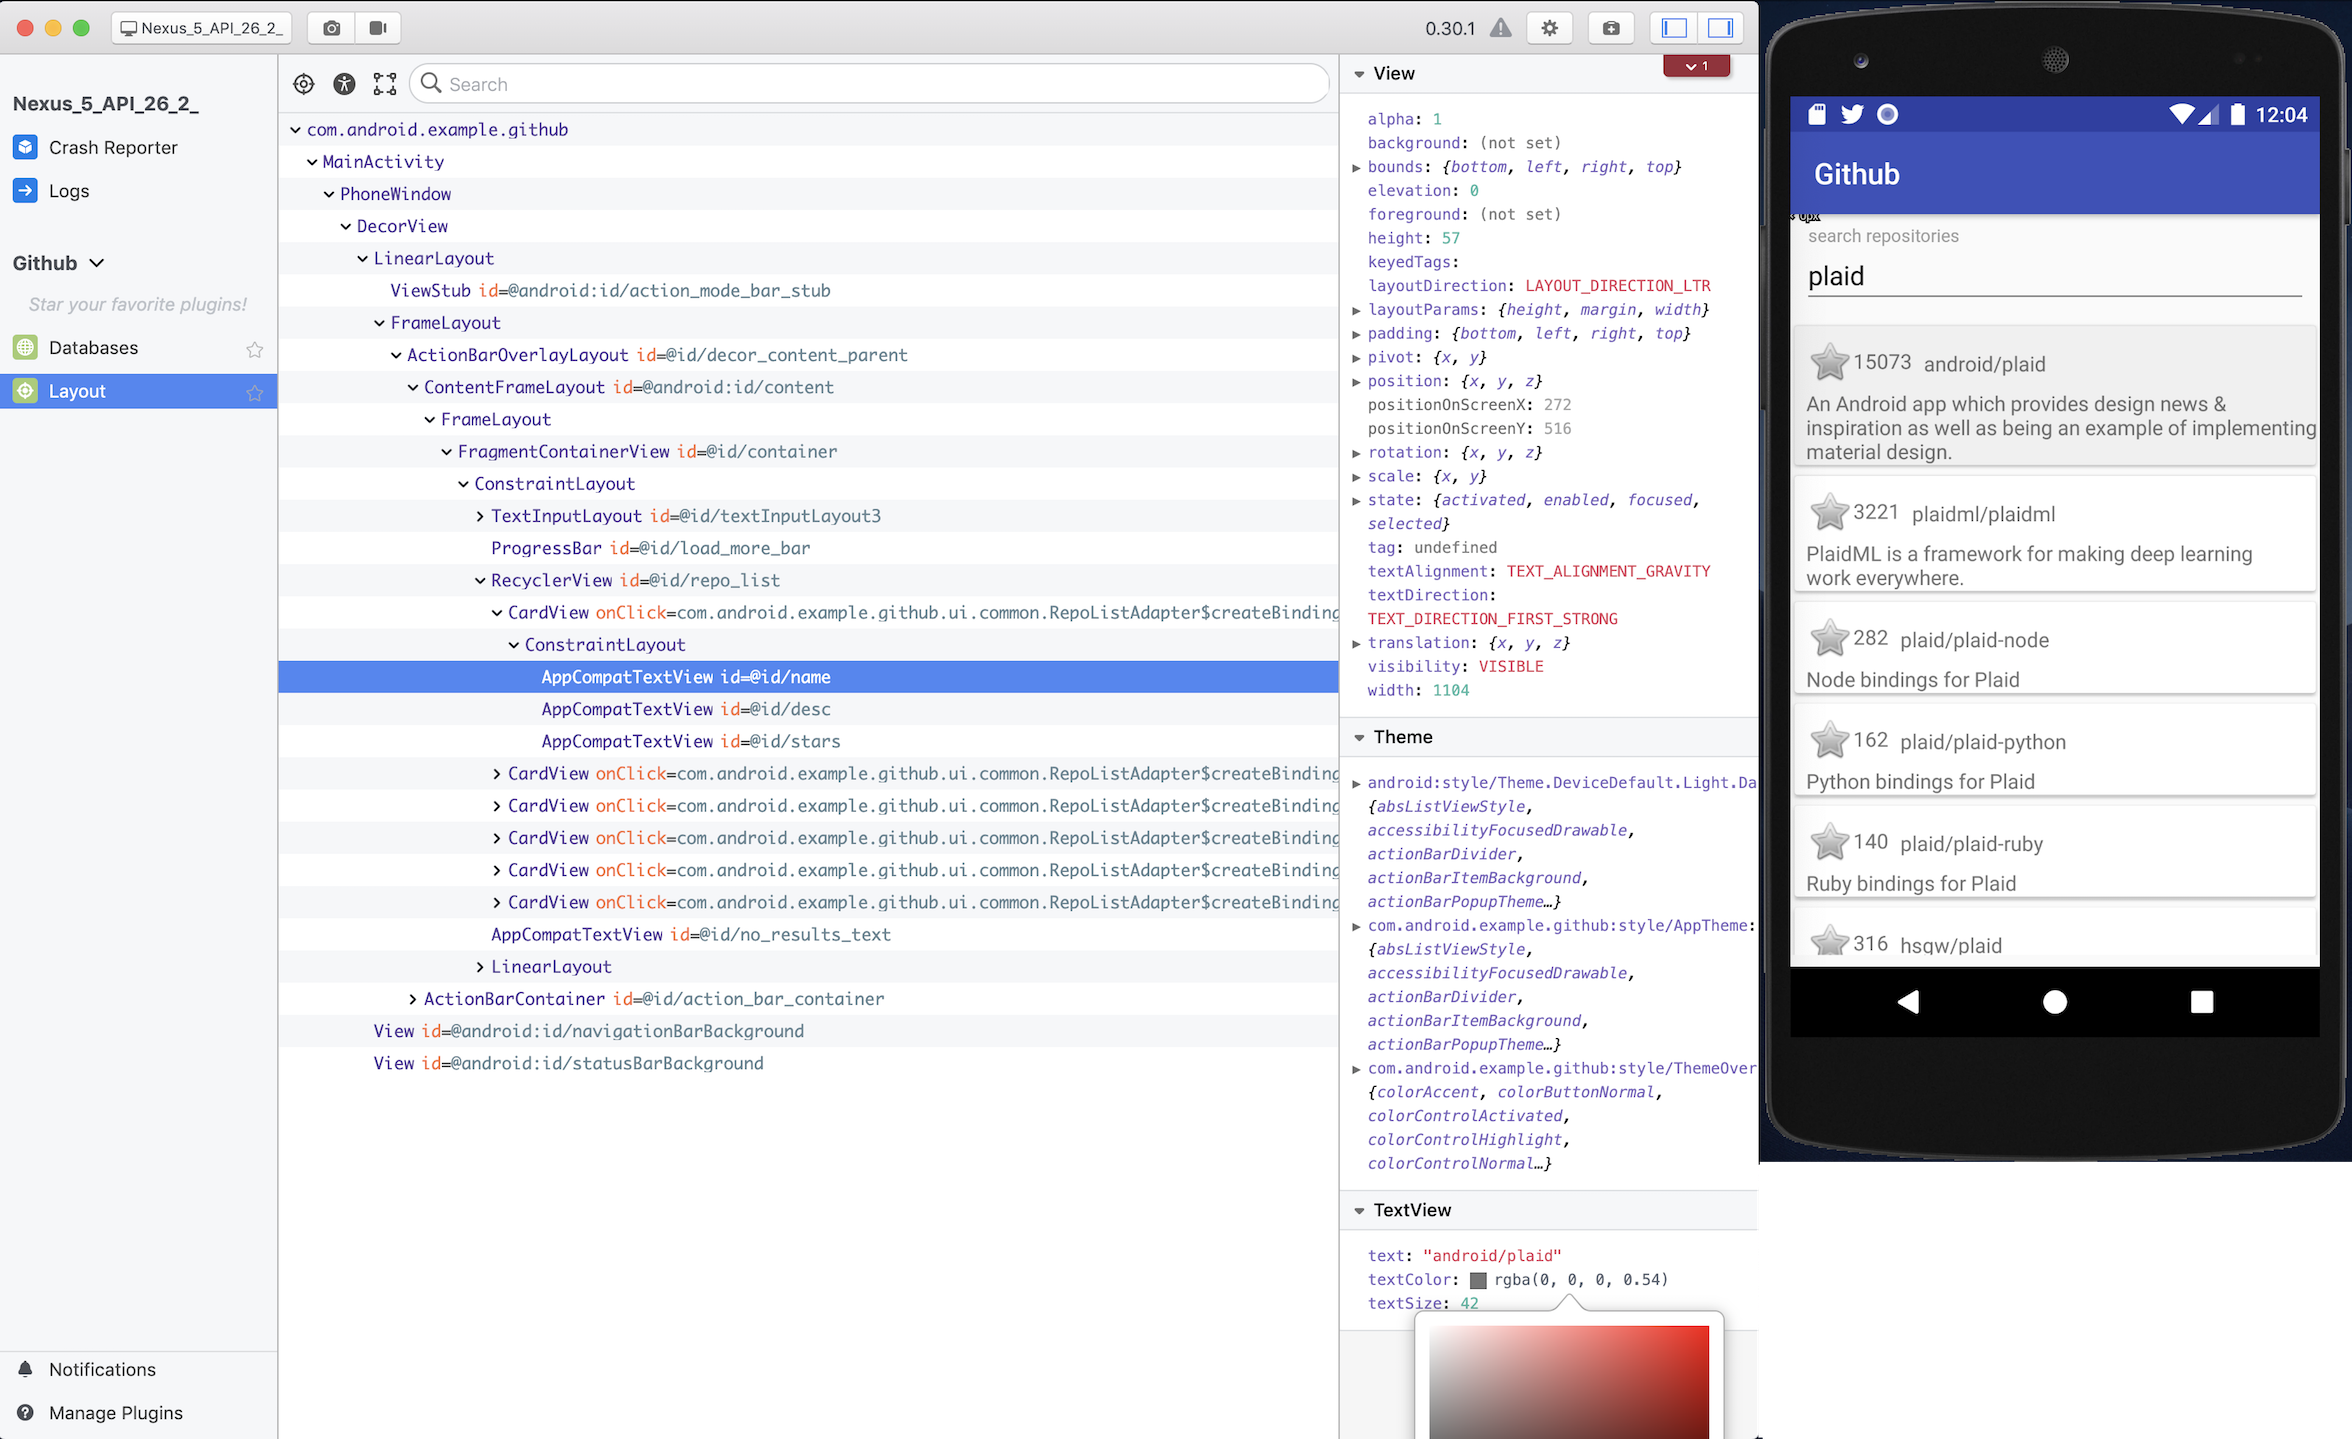 Nexus_5_API_26_2_
0.30.1
Nexus_5_API_26_2_
Crash Reporter
Logs
Github
Star your favorite plugins!
Databases
Layout
Notifications
Manage Plugins
Search
com.android.example.github
MainActivity
PhoneWindow
DecorView
LinearLayout
ViewStub id=@android:id/action_mode_bar_stub
FrameLayout
ActionBarOverlayLayout id=@id/decor_content_parent
ContentFrameLayout id=@android:id/content
FrameLayout
FragmentContainerView id=@id/container
ConstraintLayout
TextInputLayout id=@id/textInputLayout3
ProgressBar id=@id/load_more_bar
RecyclerView id=@id/repo_list
CardView onClick=com.android.example.github.ui.common.RepoListAdapter$createBinding
ConstraintLayout
AppCompatTextView id=@id/name
AppCompatTextView id=@id/desc
AppCompatTextView id=@id/stars
CardView onClick=com.android.example.github.ui.common.RepoListAdapter$createBinding
CardView onClick=com.android.example.github.ui.common.RepoListAdapter$createBinding
CardView onClick=com.android.example.github.ui.common.RepoListAdapter$createBinding
CardView onClick=com.android.example.github.ui.common.RepoListAdapter$createBinding
CardView onClick=com.android.example.github.ui.common.RepoListAdapter$createBinding
AppCompatTextView id=@id/no_results_text
LinearLayout
ActionBarContainer id=@id/action_bar_container
View id=@android:id/navigationBarBackground
View id=@android:id/statusBarBackground
View
1
alpha: 1
background: (not set)
bounds: {bottom, left, right, top}
elevation: 0
foreground: (not set)
height: 57
keyedTags:
layoutDirection: LAYOUT_DIRECTION_LTR
layoutParams: {height, margin, width}
padding: {bottom, left, right, top}
pivot: {x, y}
position: {x, y, z}
positionOnScreenX: 272
positionOnScreenY: 516
rotation: {x, y, z}
scale: {x, y}
state: {activated, enabled, focused,
selected}
tag: undefined
textAlignment: TEXT_ALIGNMENT_GRAVITY
textDirection:
TEXT_DIRECTION_FIRST_STRONG
translation: {x, y, z}
visibility: VISIBLE
width: 1104
Theme
android:style/Theme.DeviceDefault.Light.Da
{absListViewStyle,
accessibilityFocusedDrawable,
actionBarDivider,
actionBarItemBackground,
actionBarPopupTheme…}
com.android.example.github:style/AppTheme:
{absListViewStyle,
accessibilityFocusedDrawable,
actionBarDivider,
actionBarItemBackground,
actionBarPopupTheme…}
com.android.example.github:style/ThemeOver
{colorAccent, colorButtonNormal,
colorControlActivated,
colorControlHighlight,
colorControlNormal…}
TextView
text: "android/plaid"
textColor: rgba(0, 0, 0, 0.54)
textSize: 42
12:04
Github
0px
search repositories
plaid
15073 android/plaid
An Android app which provides design news &
inspiration as well as being an example of implementing
material design.
3221 plaidml/plaidml
PlaidML is a framework for making deep learning
work everywhere.
282 plaid/plaid-node
Node bindings for Plaid
162 plaid/plaid-python
Python bindings for Plaid
140 plaid/plaid-ruby
Ruby bindings for Plaid
316 hsgw/plaid